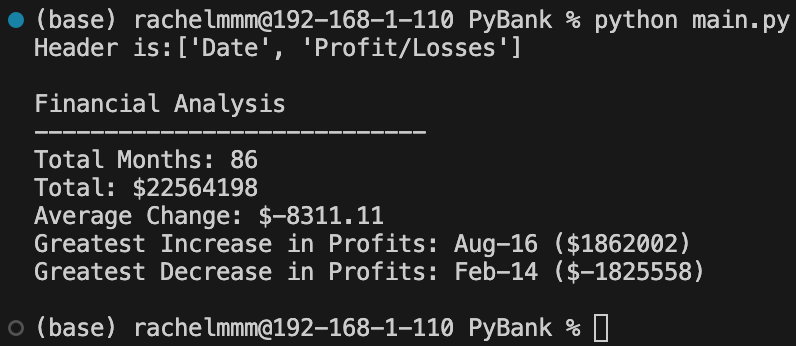 (base) rachelmmm@192-168-1-110 PyBank % python main.py
Header is:['Date', 'Profit/Losses']
Financial Analysis
----------------------------
Total Months: 86
Total: $22564198
Average Change: $-8311.11
Greatest Increase in Profits: Aug-16 ($1862002)
Greatest Decrease in Profits: Feb-14 ($-1825558)
(base) rachelmmm@192-168-1-110 PyBank %